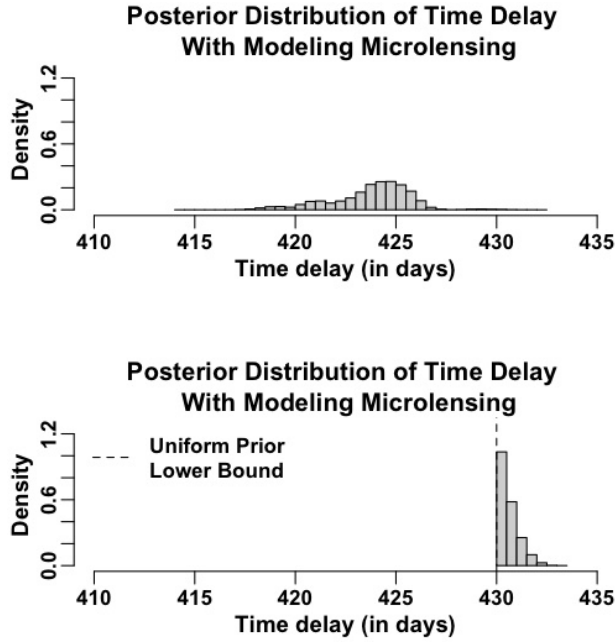 Posterior Distribution of Time Delay
With Modeling Microlensing
1.2
0.6
0.0
Density
410 415 420 425 430 435
Time delay (in days)
Posterior Distribution of Time Delay
With Modeling Microlensing
1.2
0.6
0.0
Density
Uniform Prior
Lower Bound
410 415 420 425 430 435
Time delay (in days)